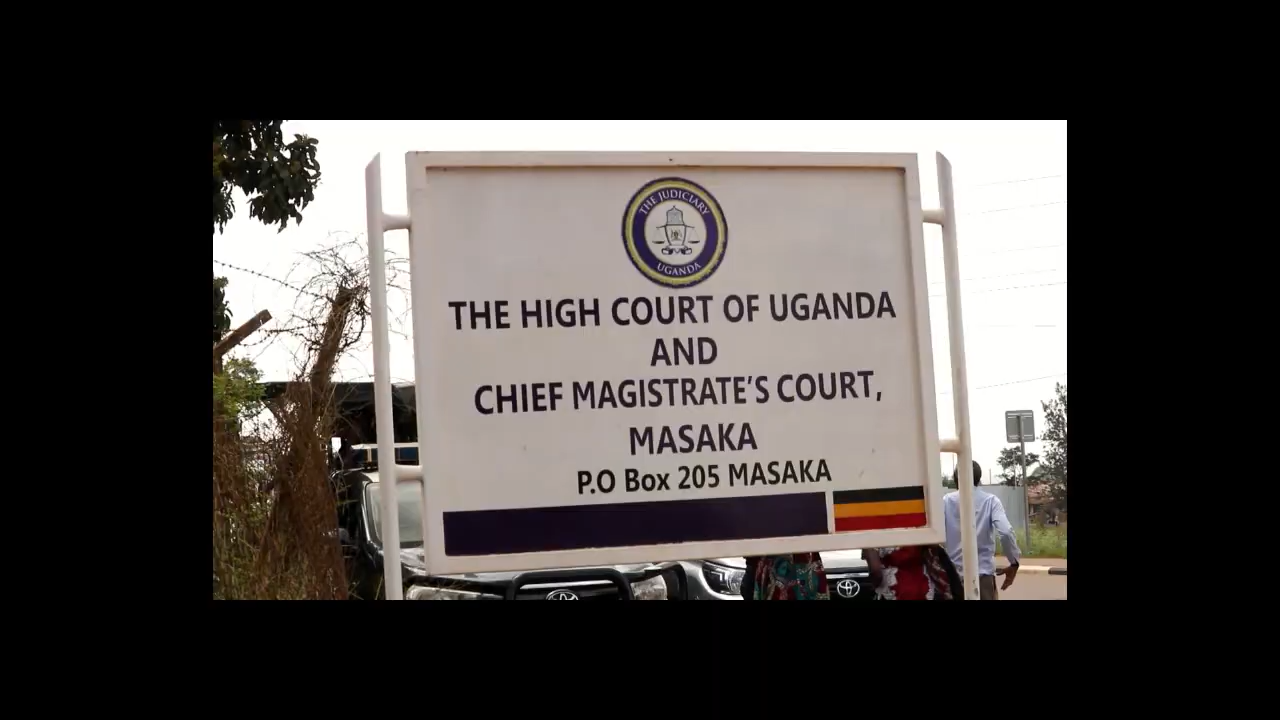 THE JUDICIARY
UGANDA
THE HIGH COURT OF UGANDA
AND
CHIEF MAGISTRATE'S COURT,
MASAKA
P.O Box 205 MASAKA